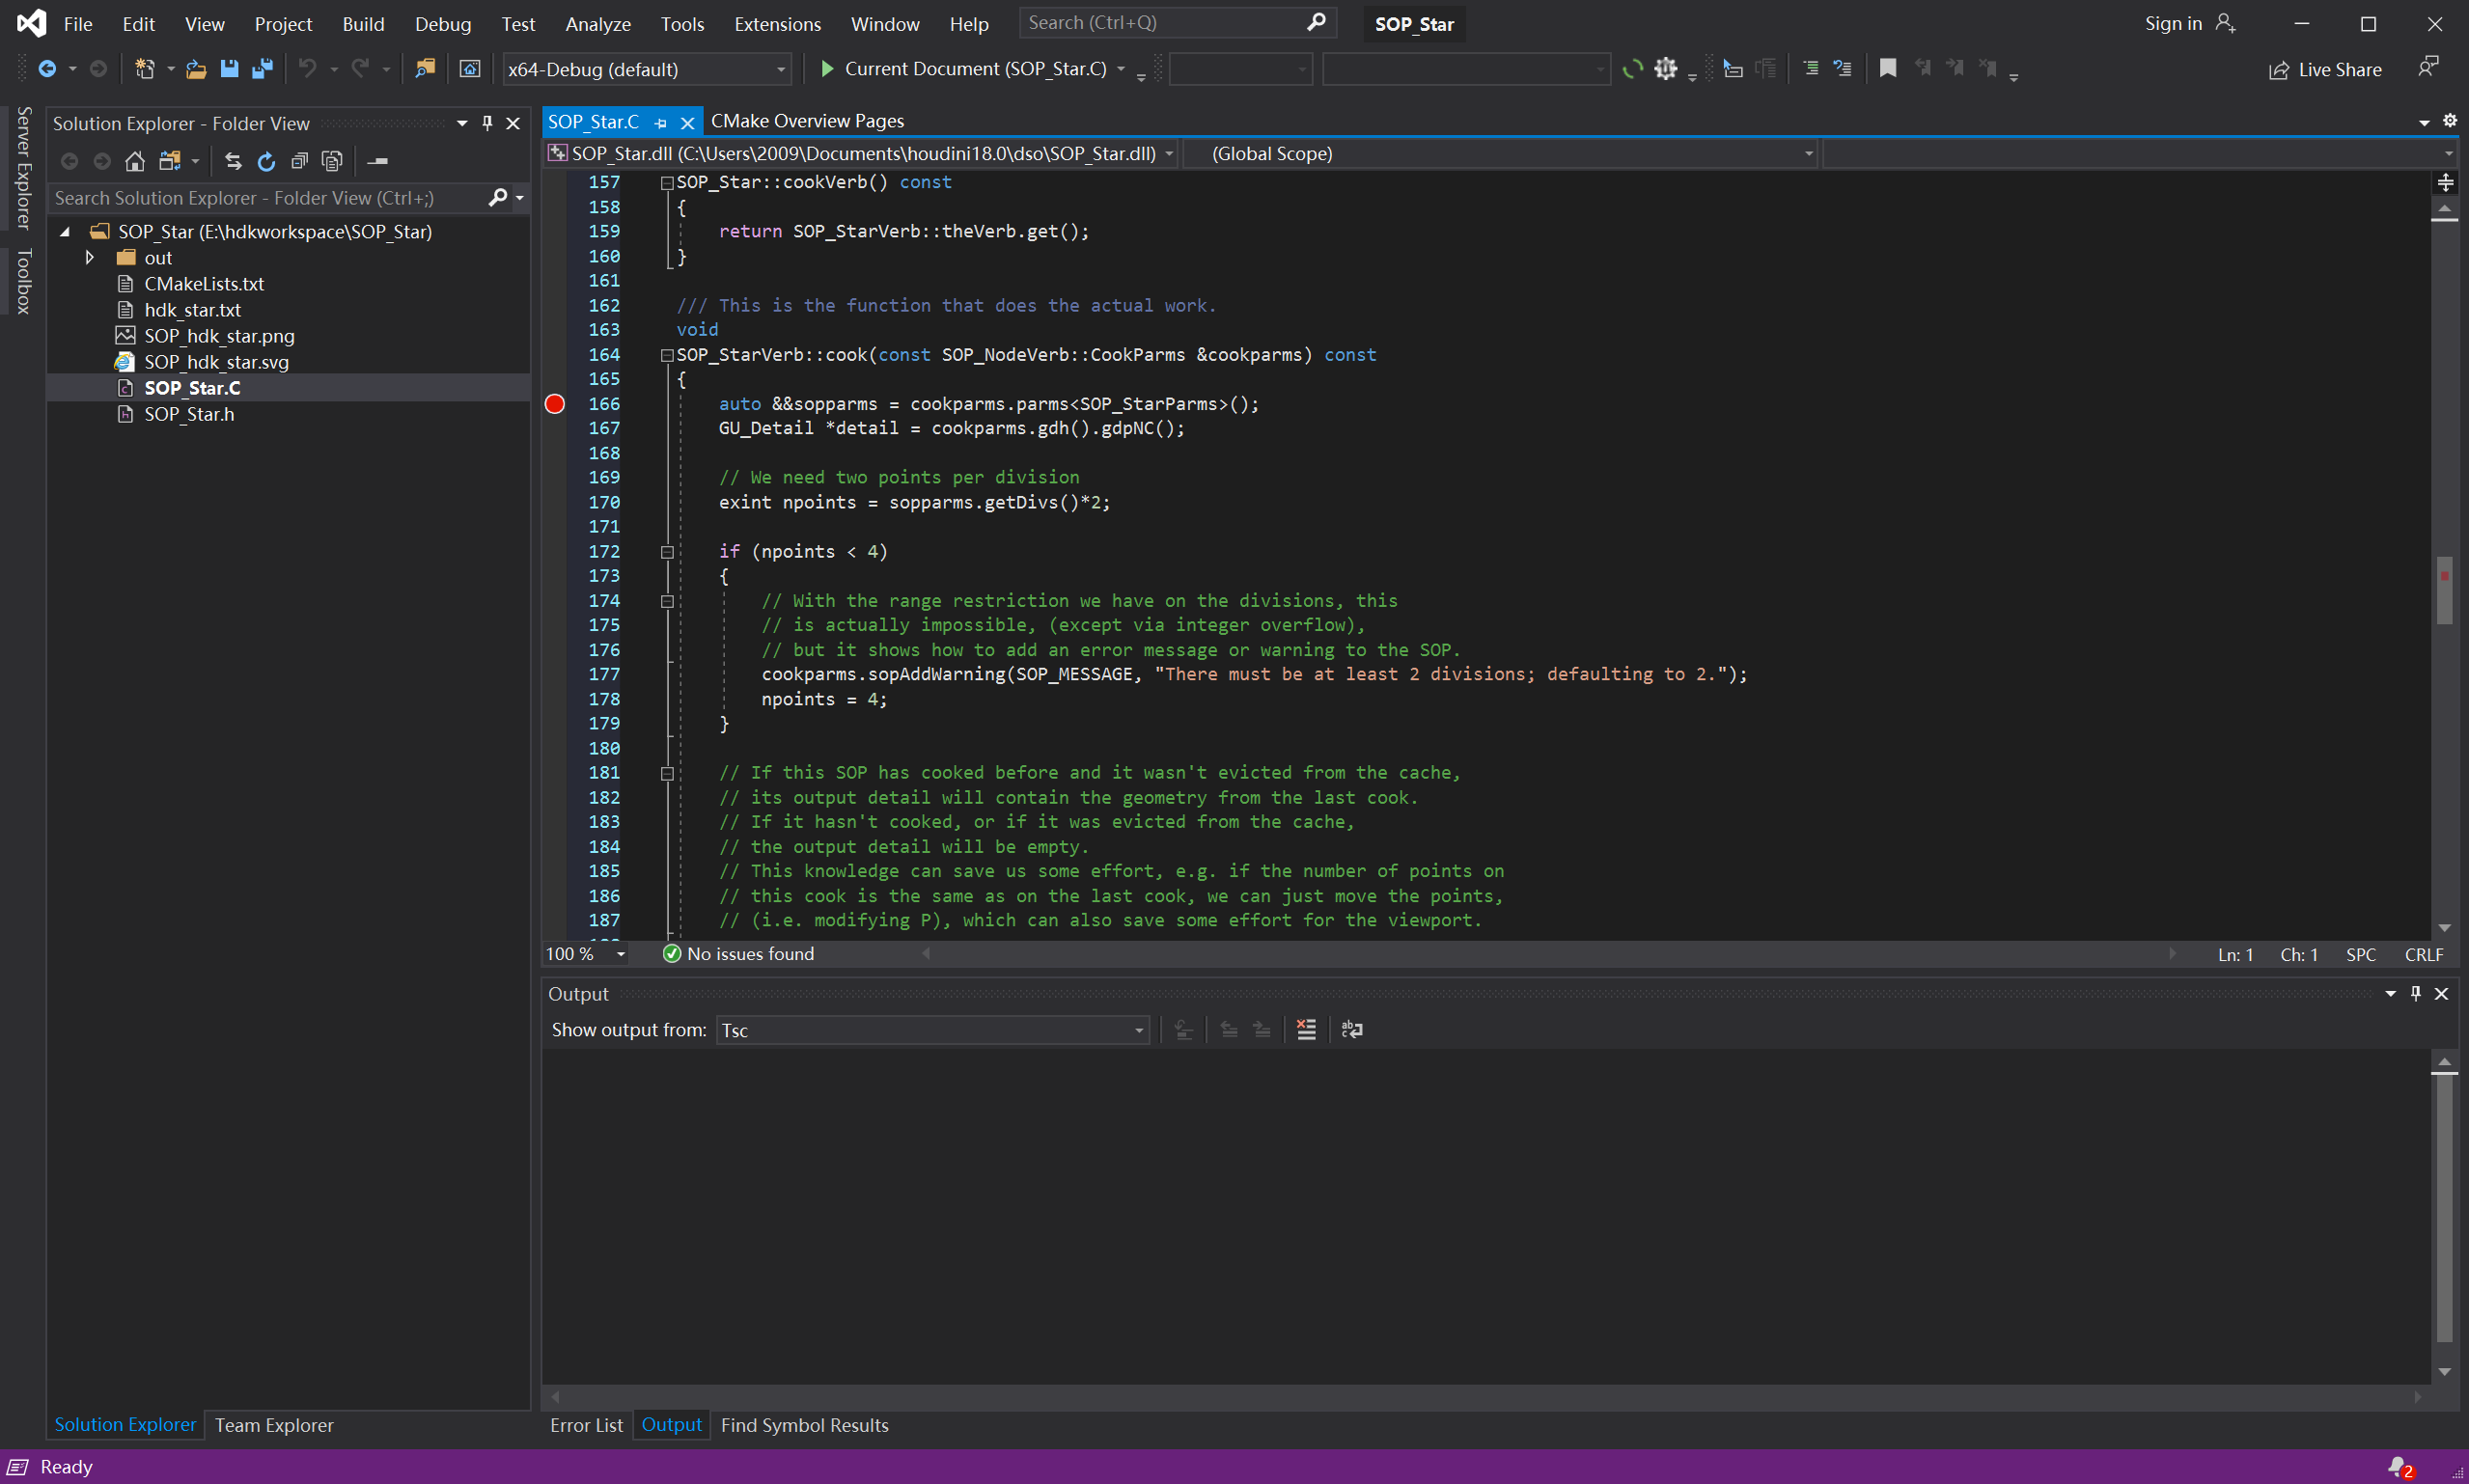 File Edit View Project Build Debug Test Analyze Tools Extensions Window Help Search (Ctrl+Q) SOP_Star Sign in
x64-Debug (default) Current Document (SOP_Star.C) Live Share
Server Explorer
Toolbox
Solution Explorer - Folder View
Search Solution Explorer - Folder View (Ctrl+;)
SOP_Star (E:\hdkworkspace\SOP_Star)
out
CMakeLists.txt
hdk_star.txt
SOP_hdk_star.png
SOP_hdk_star.svg
SOP_Star.C
SOP_Star.h
Solution Explorer Team Explorer
SOP_Star.C CMake Overview Pages
SOP_Star.dll (C:\Users\2009\Documents\houdini18.0\dso\SOP_Star.dll) (Global Scope)
157 SOP_Star::cookVerb() const
158 {
159 return SOP_StarVerb::theVerb.get();
160 }
161
162 /// This is the function that does the actual work.
163 void
164 SOP_StarVerb::cook(const SOP_NodeVerb::CookParms &cookparms) const
165 {
166 auto &&sopparms = cookparms.parms<SOP_StarParms>();
167 GU_Detail *detail = cookparms.gdh().gdpNC();
168
169 // We need two points per division
170 exint npoints = sopparms.getDivs()*2;
171
172 if (npoints < 4)
173 {
174 // With the range restriction we have on the divisions, this
175 // is actually impossible, (except via integer overflow),
176 // but it shows how to add an error message or warning to the SOP.
177 cookparms.sopAddWarning(SOP_MESSAGE, "There must be at least 2 divisions; defaulting to 2.");
178 npoints = 4;
179 }
180
181 // If this SOP has cooked before and it wasn't evicted from the cache,
182 // its output detail will contain the geometry from the last cook.
183 // If it hasn't cooked, or if it was evicted from the cache,
184 // the output detail will be empty.
185 // This knowledge can save us some effort, e.g. if the number of points on
186 // this cook is the same as on the last cook, we can just move the points,
187 // (i.e. modifying P), which can also save some effort for the viewport.
100 % No issues found Ln: 1 Ch: 1 SPC CRLF
Output
Show output from: Tsc
Error List Output Find Symbol Results
Ready 2